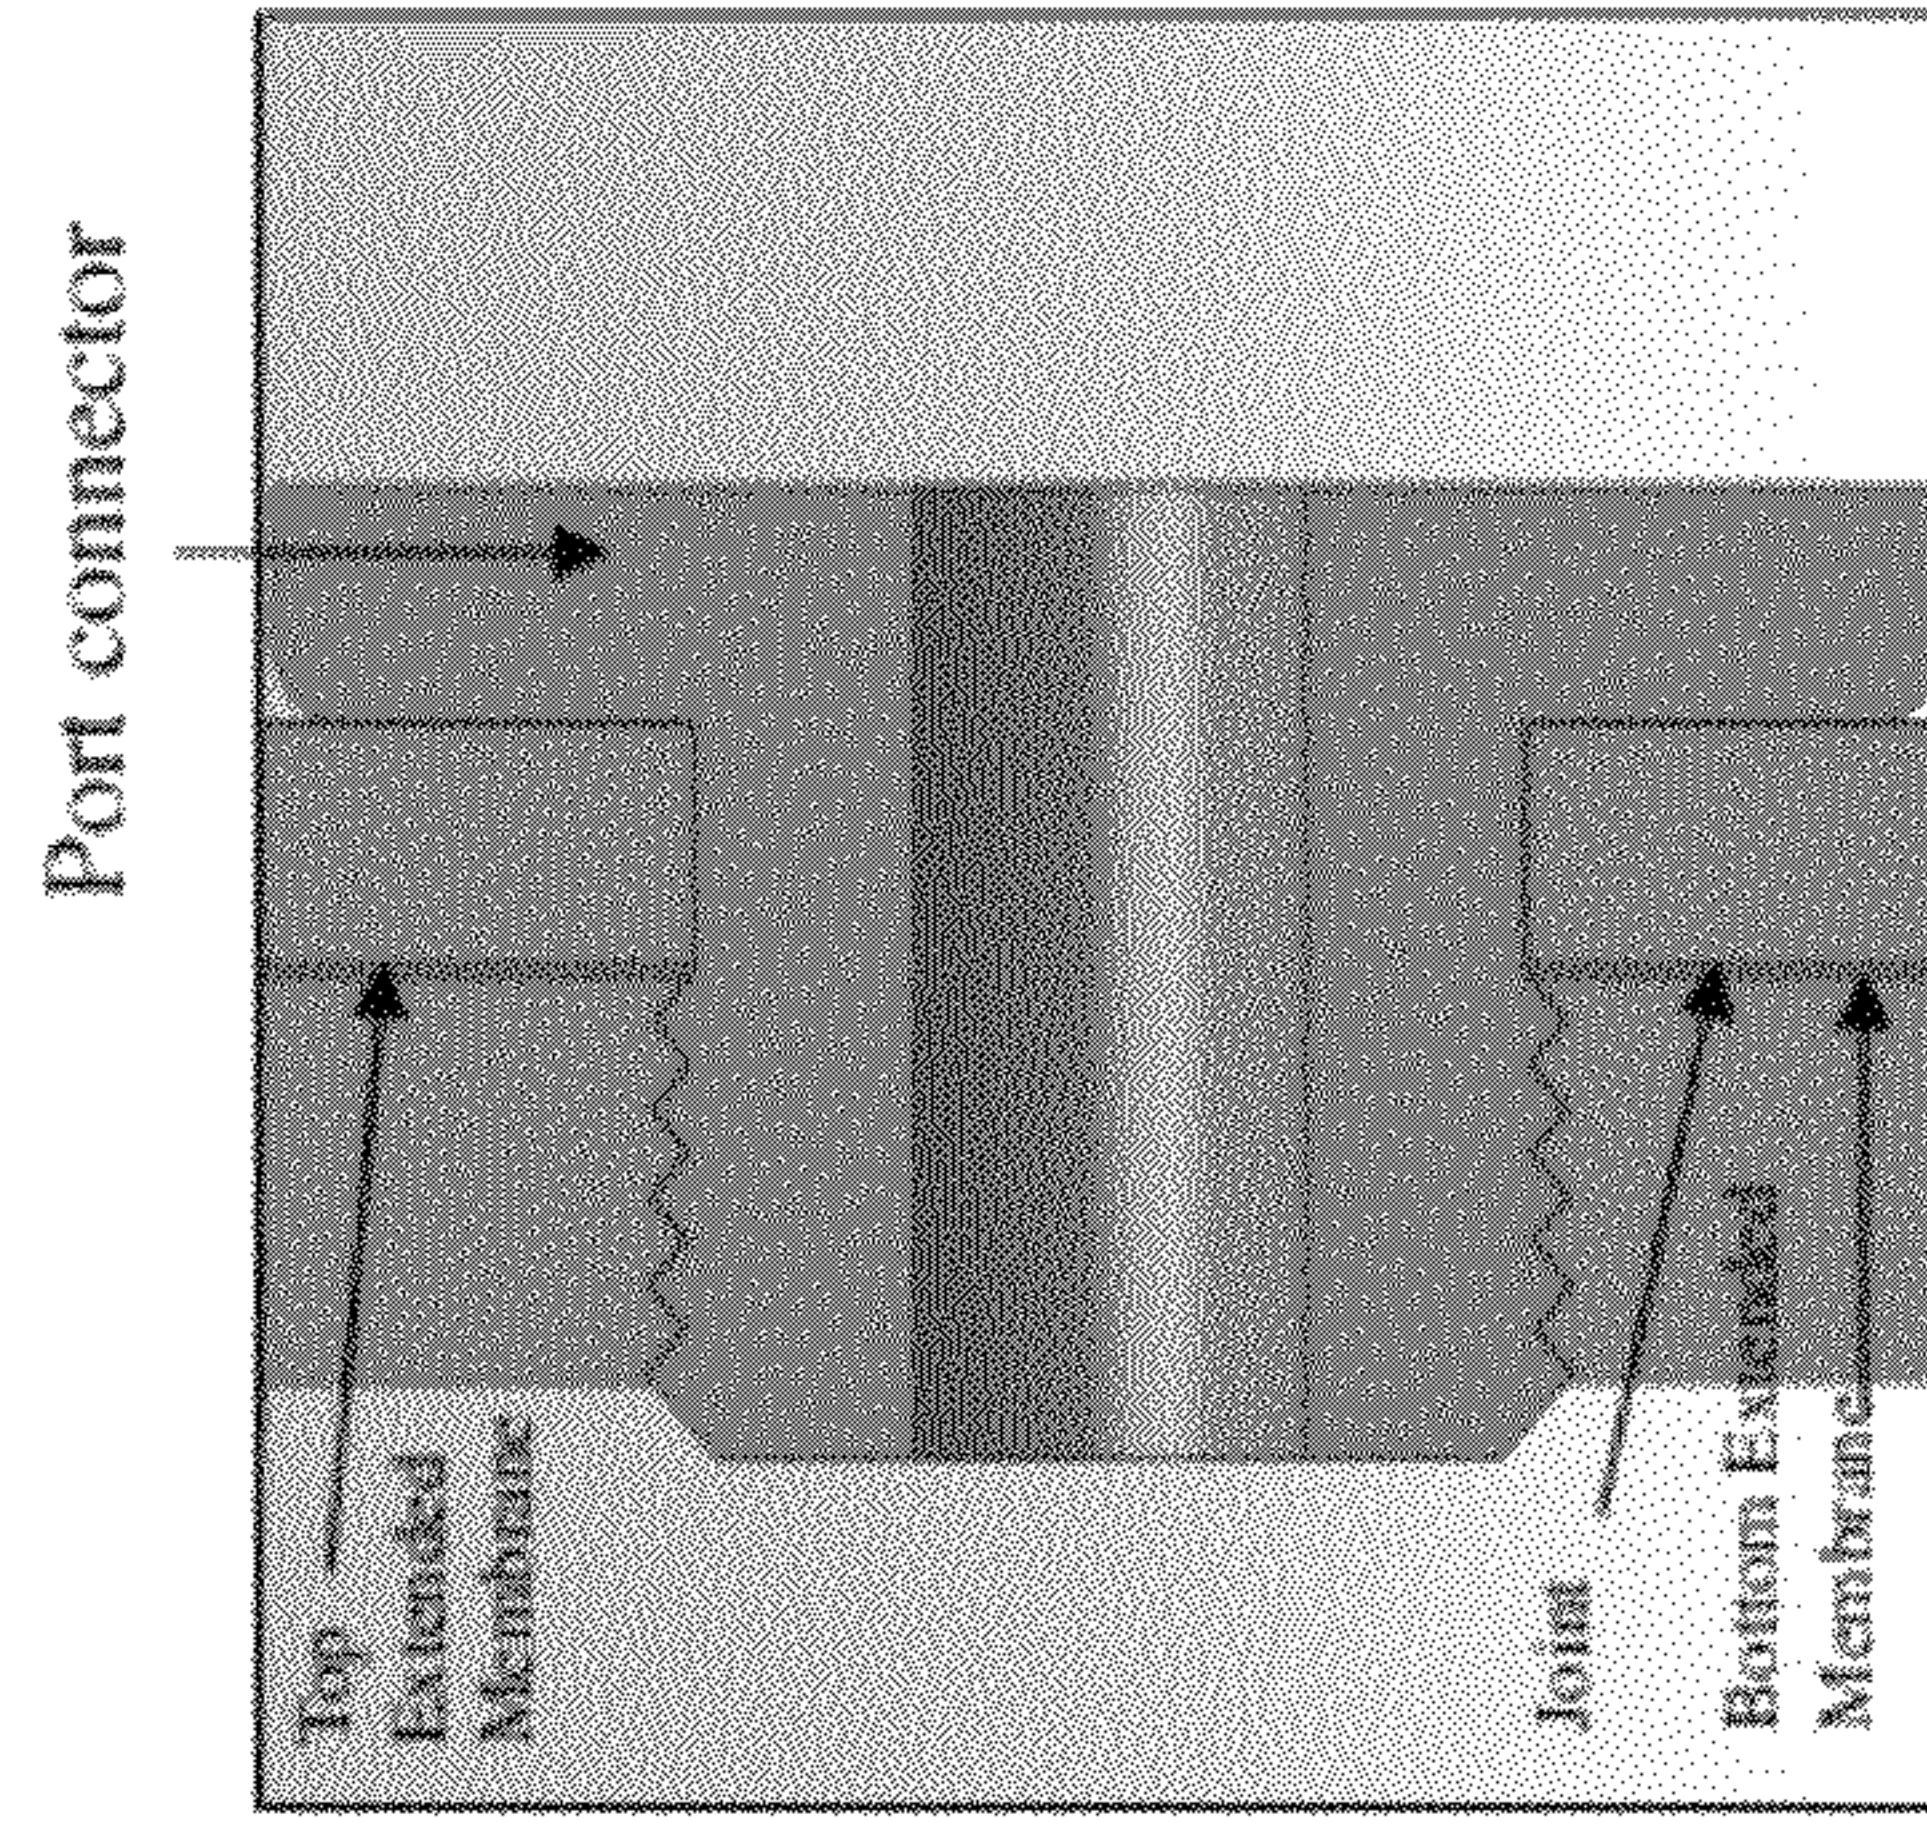 Port connector
Top
Extended
Membrane
Joint
Bottom Extended
Membrane